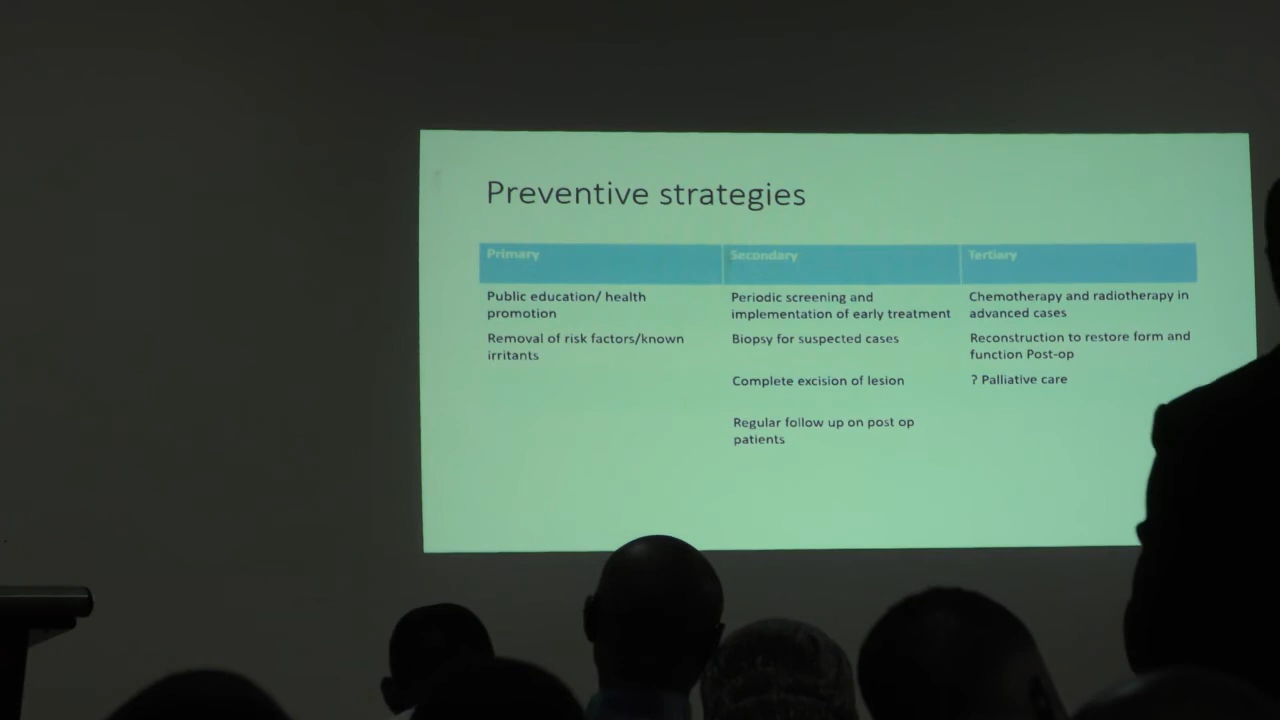 Preventive strategies
Primary
Secondary
Tertiary
Public education/ health
promotion
Periodic screening and
implementation of early treatment
Chemotherapy and radiotherapy in
advanced cases
Removal of risk factors/known
irritants
Biopsy for suspected cases
Reconstruction to restore form and
function Post-op
Complete excision of lesion
? Palliative care
Regular follow up on post op
patients